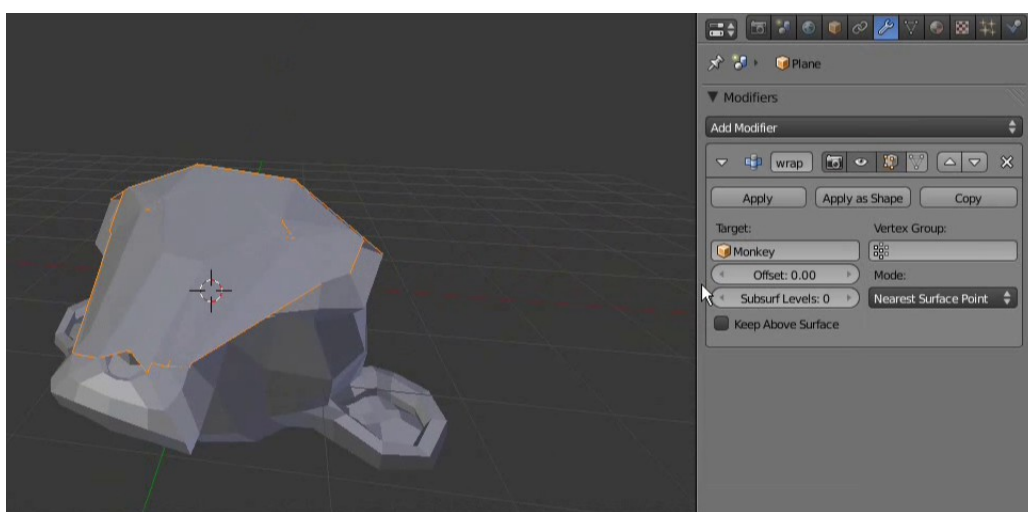 Plane
Modifiers
Add Modifier
wrap
Apply Apply as Shape Copy
Target: Vertex Group:
Monkey
Offset: 0.00 Mode:
Subsurf Levels: 0 Nearest Surface Point
Keep Above Surface